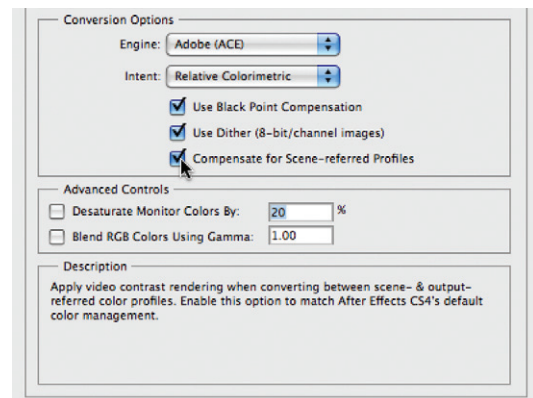 Conversion Options
Engine: Adobe (ACE)
Intent: Relative Colorimetric
Use Black Point Compensation
Use Dither (8-bit/channel images)
Compensate for Scene-referred Profiles
Advanced Controls
Desaturate Monitor Colors By: 20 %
Blend RGB Colors Using Gamma: 1.00
Description
Apply video contrast rendering when converting between scene- & output-
referred color profiles. Enable this option to match After Effects CS4's default
color management.